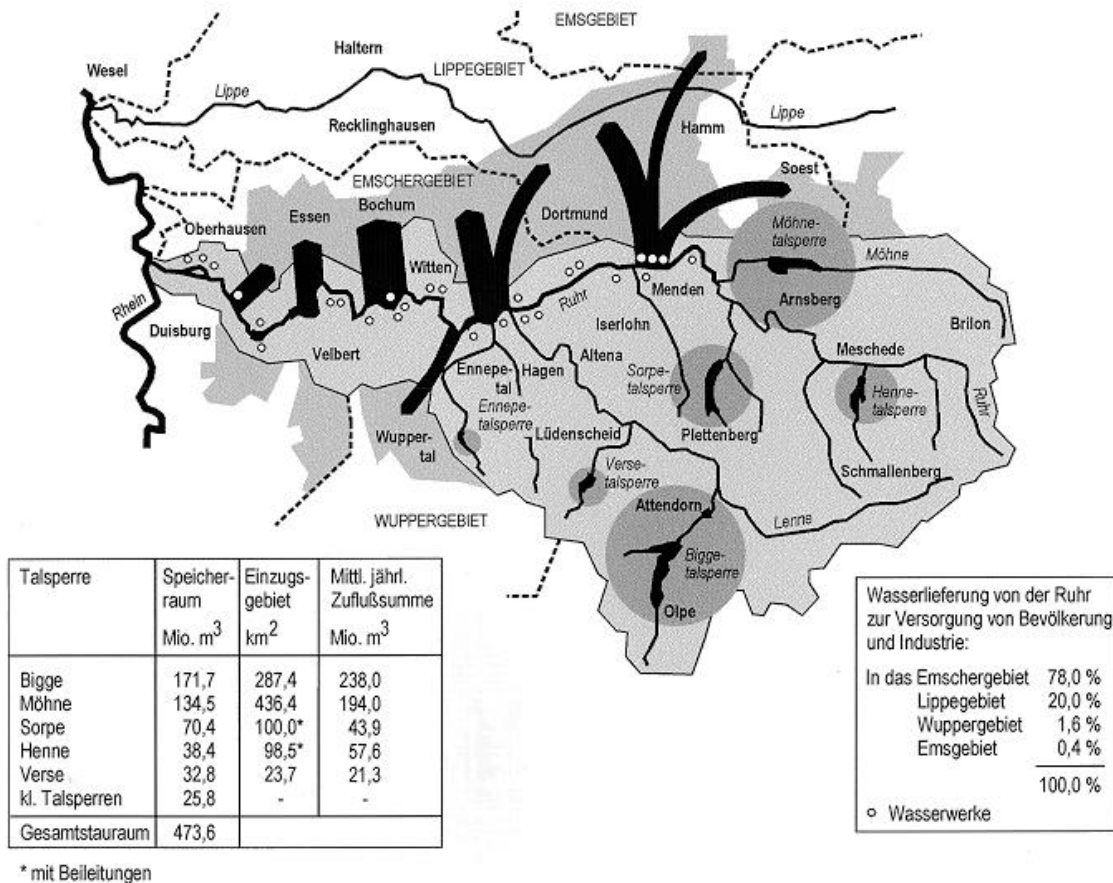 EMSGEBIET
Haltern
LIPPEGEBIET
Wesel
Lippe
Lippe
Recklinghausen
Hamm
Soest
EMSCHERGEBIET
Bochum
Essen
Dortmund
Oberhausen
Möhne-
talsperre
Möhne
Witten
Rhein
Ruhr
Menden
Arnsberg
Duisburg
Iserlohn
Brilon
Velbert
Altena
Meschede
Ennepe-
tal
Hagen
Sorpe-
talsperre
Henne-
talsperre
Ruhr
Ennepe-
talsperre
Lüdenscheid
Plettenberg
Wupper-
tal
Verse-
talsperre
Schmallenberg
Attendorn
WUPPERGEBIET
Lenne
Bigge-
talsperre
Olpe
Talsperre Speicher- Einzugs- Mittl. jährl.
raum gebiet Zuflußsumme
Mio. m³ km² Mio. m³
Bigge 171,7 287,4 238,0
Möhne 134,5 436,4 194,0
Sorpe 70,4 100,0* 43,9
Henne 38,4 98,5* 57,6
Verse 32,8 23,7 21,3
kl. Talsperren 25,8 - -
Gesamtstauraum 473,6
* mit Beileitungen
Wasserlieferung von der Ruhr
zur Versorgung von Bevölkerung
und Industrie:
In das Emschergebiet 78,0 %
Lippegebiet 20,0 %
Wuppergebiet 1,6 %
Emsgebiet 0,4 %
100,0 %
Wasserwerke